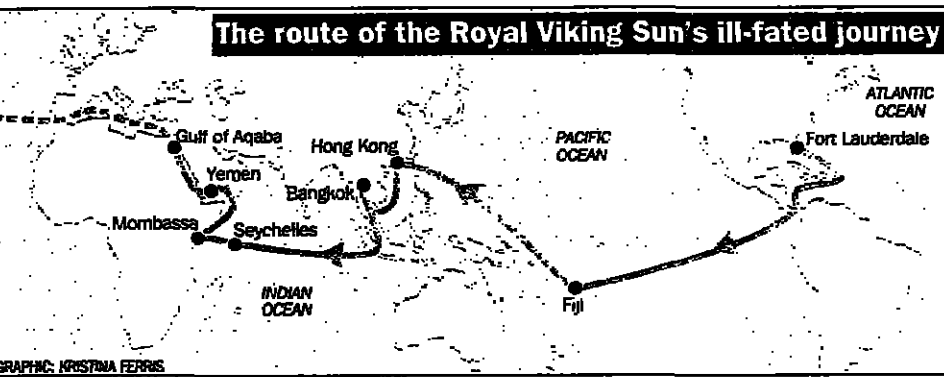 The route of the Royal Viking Sun's ill-fated journey
ATLANTIC
OCEAN
Gulf of Aqaba
Hong Kong
PACIFIC
OCEAN
Fort Lauderdale
Yemen
Bangkok
Mombassa
Seychelles
INDIAN
OCEAN
Fiji
GRAPHIC: KRISTINA FERRIS